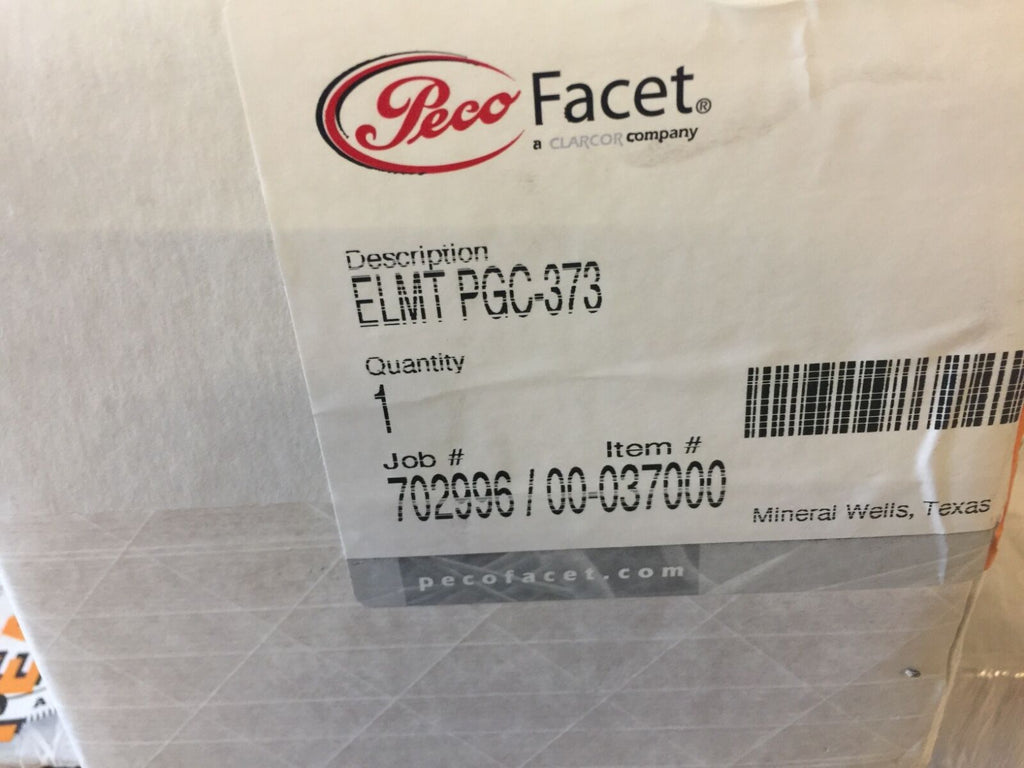 Peco Facet®
a CLARCOR company
Description
ELMT PGC-373
Quantity
1
Job # Item #
702996 / 00-037000
Mineral Wells, Texas
pecofacet.com